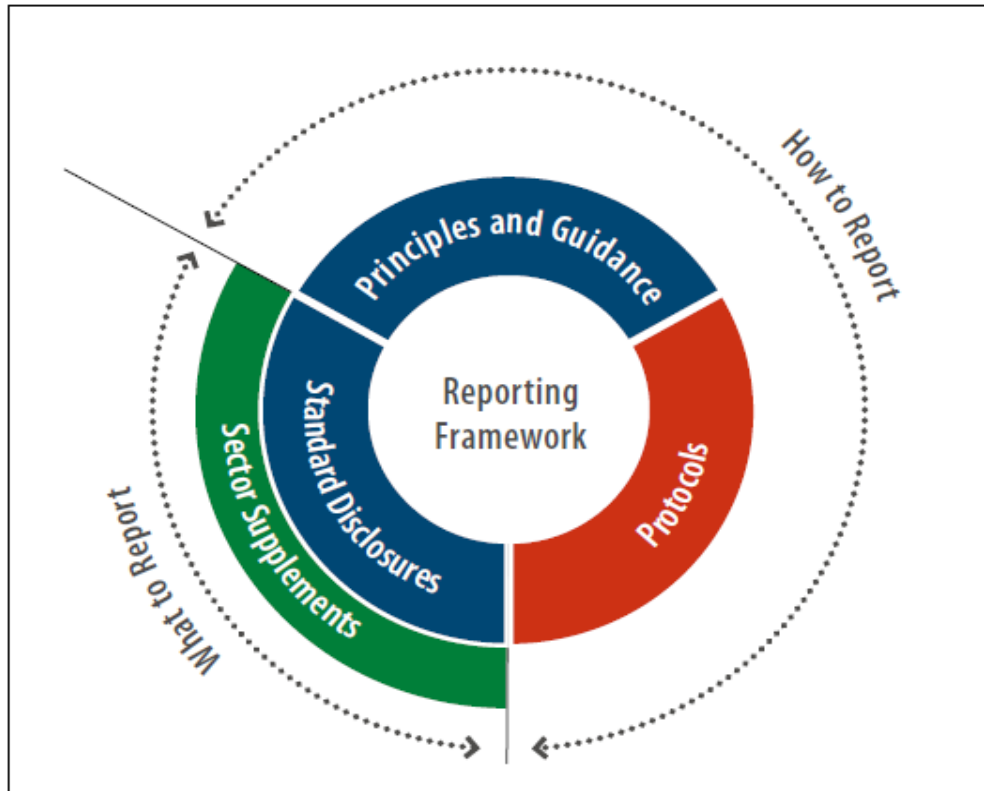 How to Report
Principles and Guidance
Reporting
Framework
Standard Disclosures
Sector Supplements
Protocols
What to Report